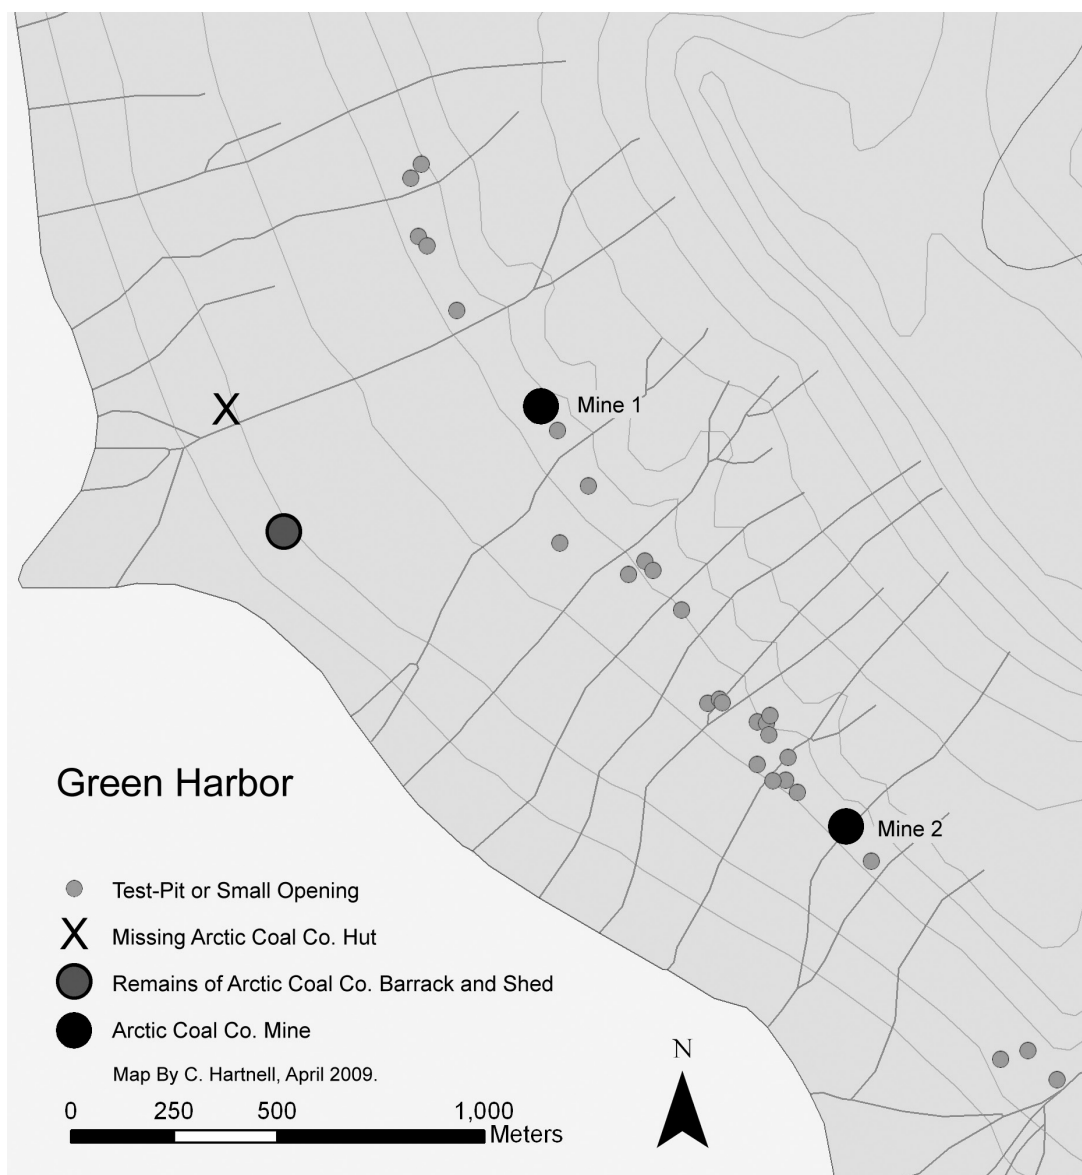 Mine 1
Green Harbor
Mine 2
Test-Pit or Small Opening
X Missing Arctic Coal Co. Hut
Remains of Arctic Coal Co. Barrack and Shed
Arctic Coal Co. Mine
Map By C. Hartnell, April 2009.
N
0 250 500 1,000
Meters
X